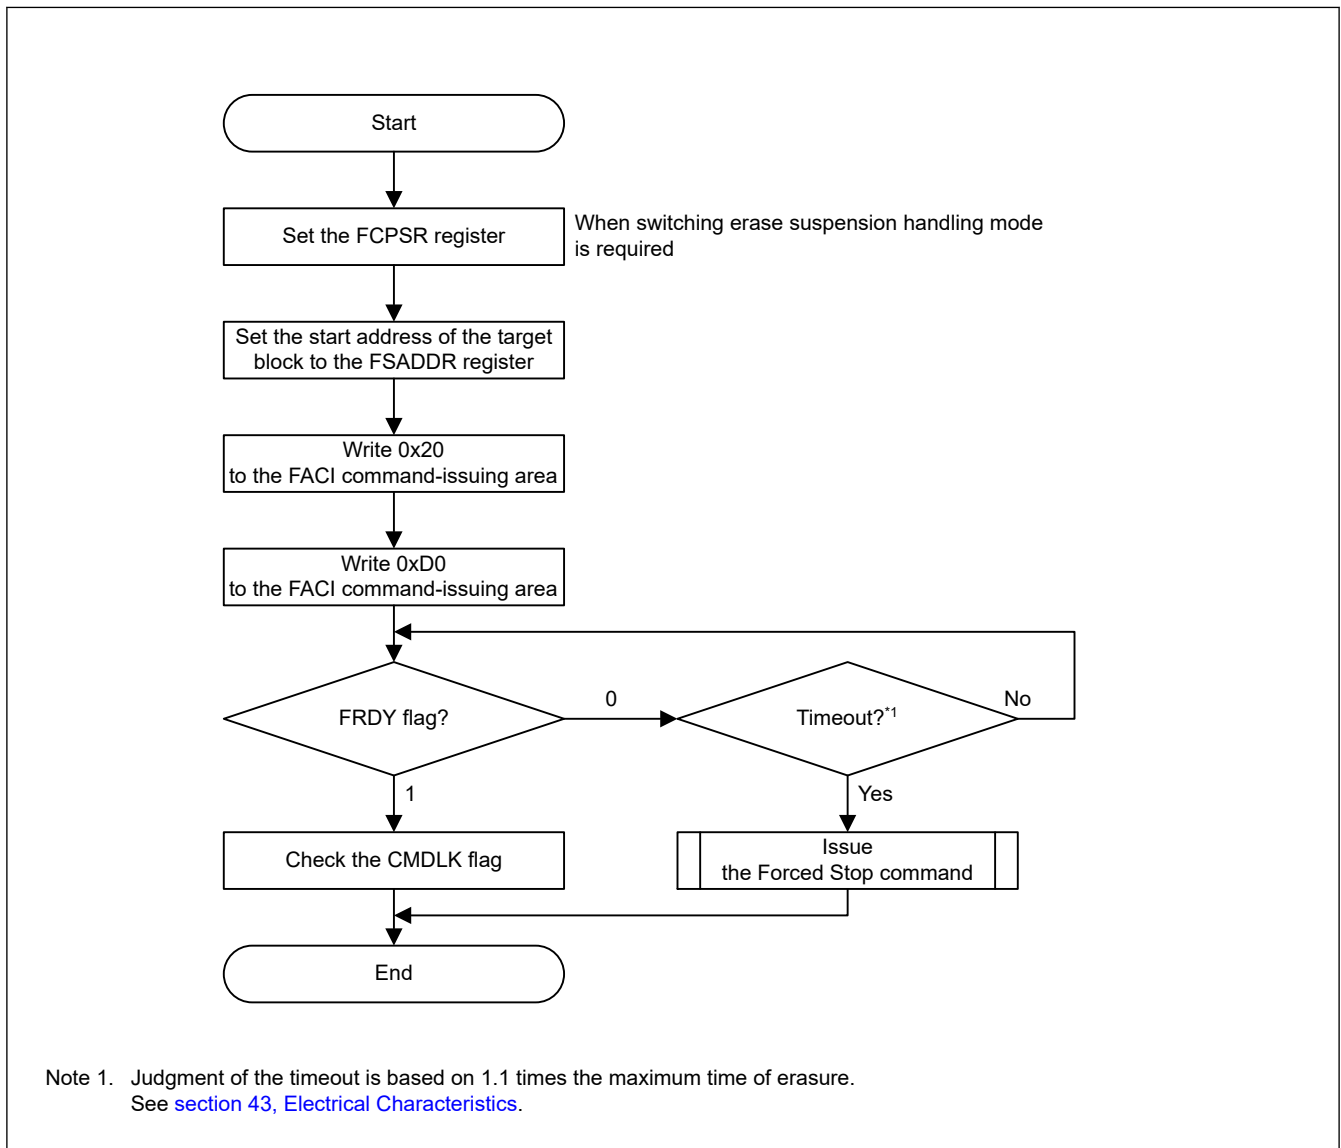 Start
Set the FCPSR register
When switching erase suspension handling mode
is required
Set the start address of the target
block to the FSADDR register
Write 0x20
to the FACI command-issuing area
Write 0xD0
to the FACI command-issuing area
FRDY flag?
0
Timeout?*1
No
1
Yes
Check the CMDLK flag
Issue
the Forced Stop command
End
Note 1. Judgment of the timeout is based on 1.1 times the maximum time of erasure.
See section 43, Electrical Characteristics.